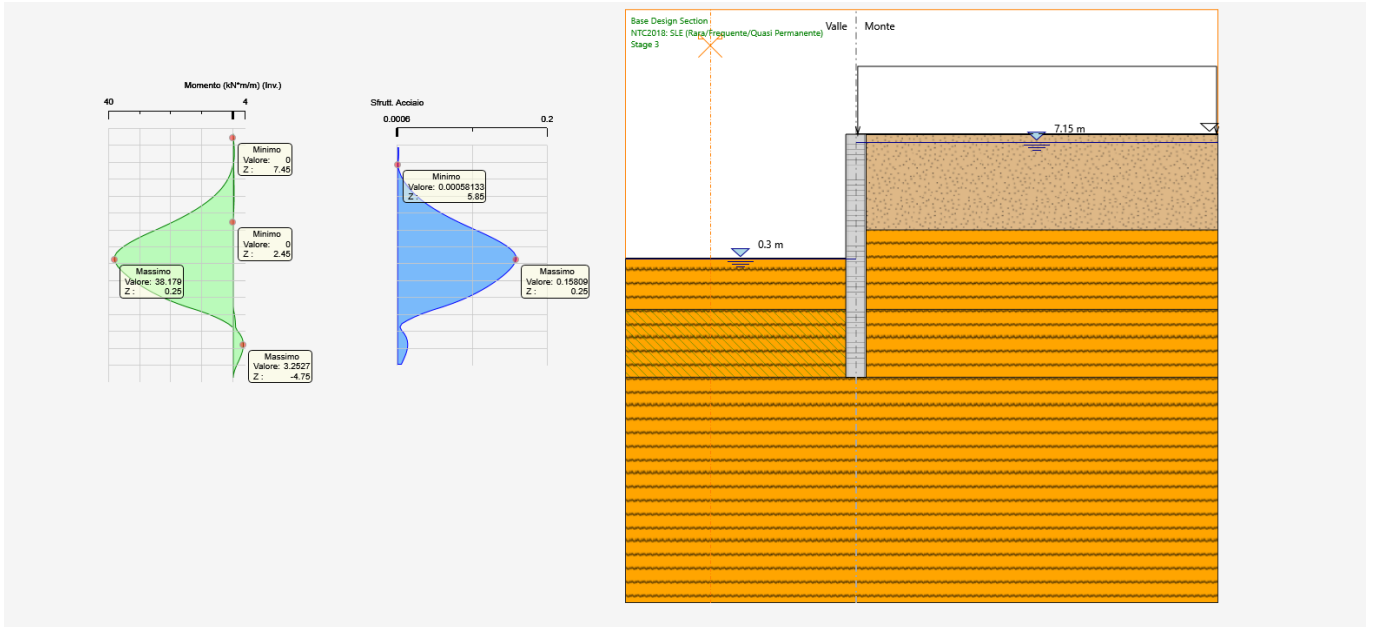 Momento (kN*m/m) (Inv.)
40
4
Minimo
Valore: 0
Z : 7.45
Minimo
Valore: 0
Z : 2.45
Massimo
Valore: 38.179
Z : 0.25
Massimo
Valore: 3.2527
Z : -4.75
Sfrutt. Acciaio
0.0006
0.2
Minimo
Valore: 0.00058133
Z : 5.85
Massimo
Valore: 0.15809
Z : 0.25
Base Design Section
NTC2018: SLE (Rara/Frequente/Quasi Permanente)
Stage 3
Valle
Monte
7.15 m
0.3 m